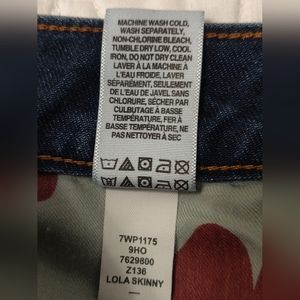 MACHINE WASH COLD,
WASH SEPARATELY,
NON-CHLORINE BLEACH,
TUMBLE DRY LOW, COOL
IRON, DO NOT DRY CLEAN
LAVER À LA MACHINE À
L'EAU FROIDE, LAVER
SÉPARÉMENT, SEULEMENT
DE L'EAU DE JAVEL SANS
CHLORURE, SÉCHER PAR
CULBUTAGE À BASSE
TEMPÉRATURE, FER À
BASSE TEMPÉRATURE, NE
PAS NETTOYER À SEC
7WP1175
9HO
7629800
Z136
LOLA SKINNY